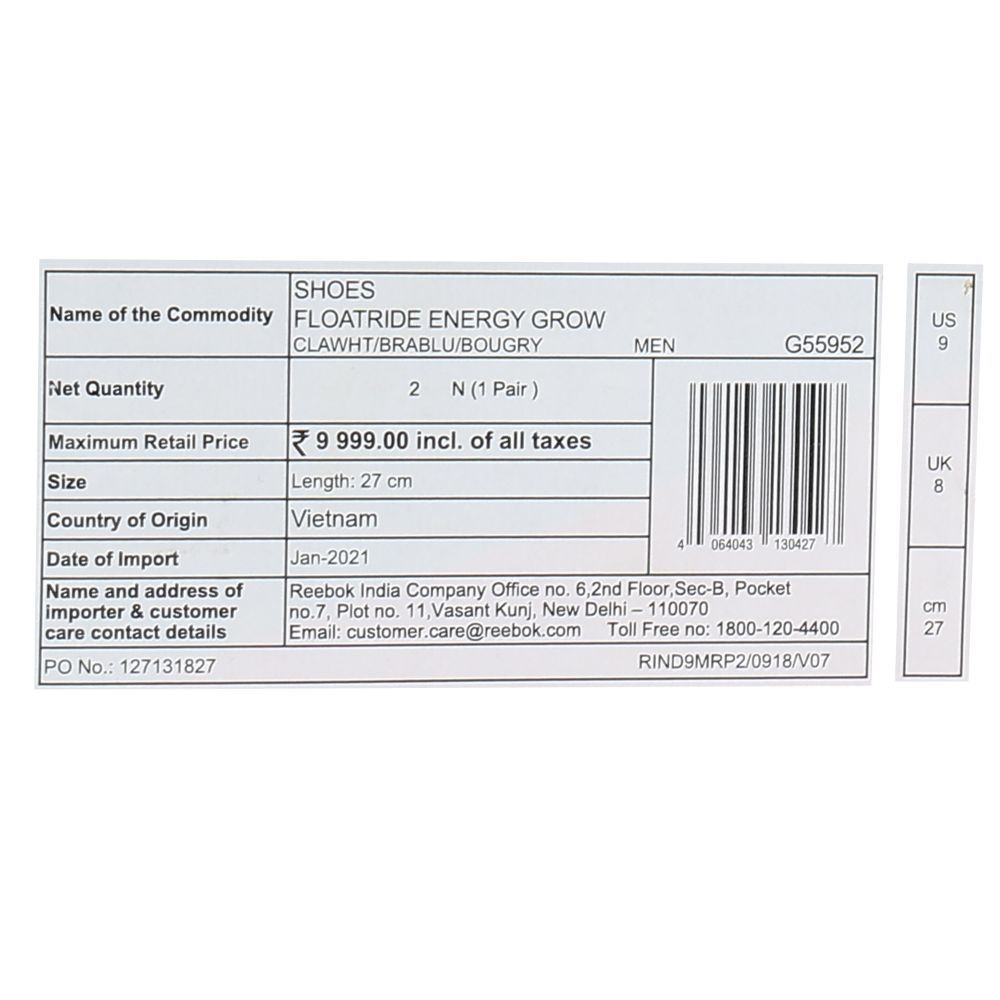 Name of the Commodity
SHOES
FLOATRIDE ENERGY GROW
CLAWHT/BRABLU/BOUGRY MEN G55952
Net Quantity 2 N (1 Pair )
Maximum Retail Price ₹ 9 999.00 incl. of all taxes
Size Length: 27 cm
Country of Origin Vietnam
Date of Import Jan-2021
4 064043 130427
Name and address of
importer & customer
care contact details
Reebok India Company Office no. 6,2nd Floor,Sec-B, Pocket
no.7, Plot no. 11,Vasant Kunj, New Delhi – 110070
Email: customer.care@reebok.com Toll Free no: 1800-120-4400
PO No.: 127131827 RIND9MRP2/0918/V07
US
9
UK
8
cm
27